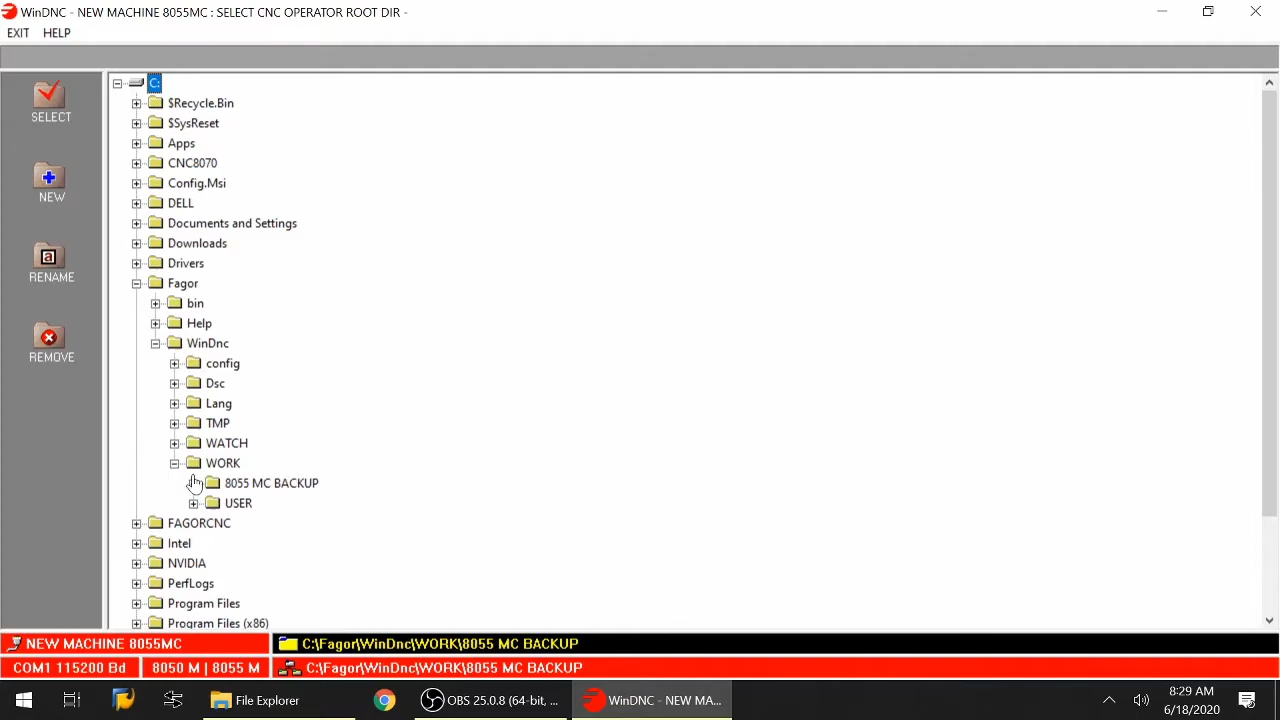 WinDNC - NEW MACHINE 8055MC : SELECT CNC OPERATOR ROOT DIR -
EXIT HELP
SELECT
NEW
RENAME
REMOVE
C:
$Recycle.Bin
$SysReset
Apps
CNC8070
Config.Msi
DELL
Documents and Settings
Downloads
Drivers
Fagor
bin
Help
WinDnc
config
Dsc
Lang
TMP
WATCH
WORK
8055 MC BACKUP
USER
FAGORCNC
Intel
NVIDIA
PerfLogs
Program Files
Program Files (x86)
NEW MACHINE 8055MC C:\Fagor\WinDnc\WORK\8055 MC BACKUP
COM1 115200 Bd 8050 M | 8055 M C:\Fagor\WinDnc\WORK\8055 MC BACKUP
File Explorer OBS 25.0.8 (64-bit, ... WinDNC - NEW MA... 8:29 AM
6/18/2020